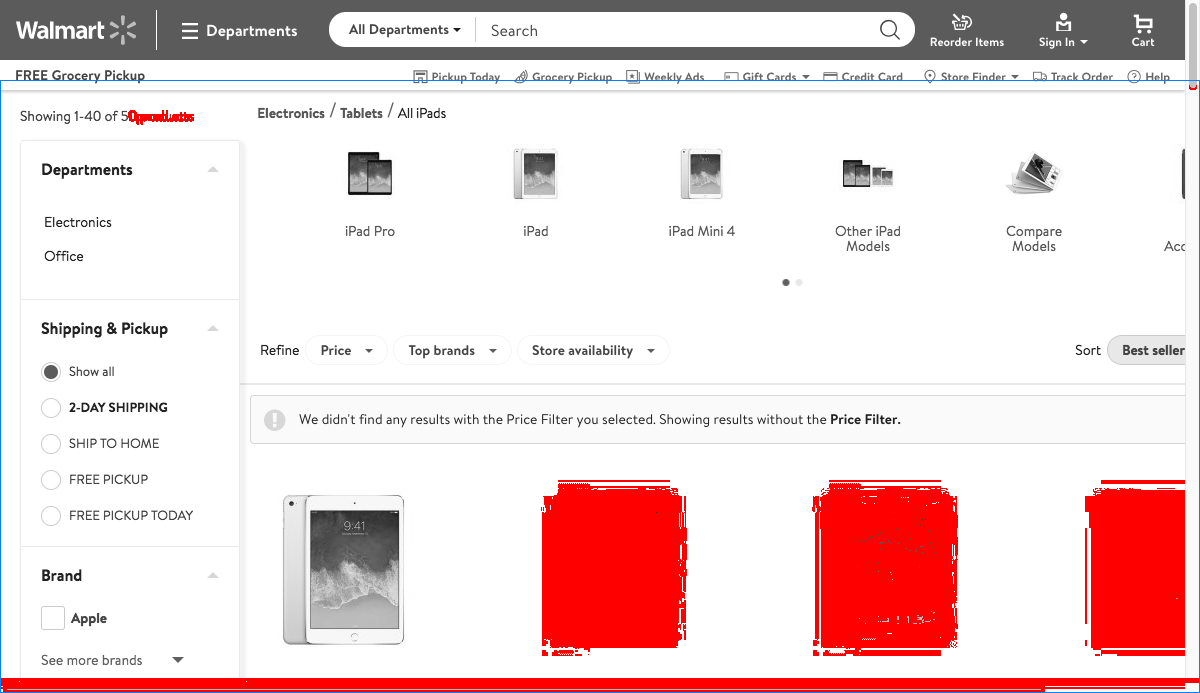 Walmart
Departments
All Departments
Search
Reorder Items
Sign In
Cart
FREE Grocery Pickup
Pickup Today
Grocery Pickup
Weekly Ads
Gift Cards
Credit Card
Store Finder
Track Order
Help
Showing 1-40 of
Electronics / Tablets / All iPads
Departments
Electronics
Office
iPad Pro
iPad
iPad Mini 4
Other iPad
Models
Compare
Models
Acc
Refine
Price
Top brands
Store availability
Sort
Best seller
Shipping & Pickup
Show all
2-DAY SHIPPING
SHIP TO HOME
FREE PICKUP
FREE PICKUP TODAY
We didn't find any results with the Price Filter you selected. Showing results without the Price Filter.
9:41
Brand
Apple
See more brands